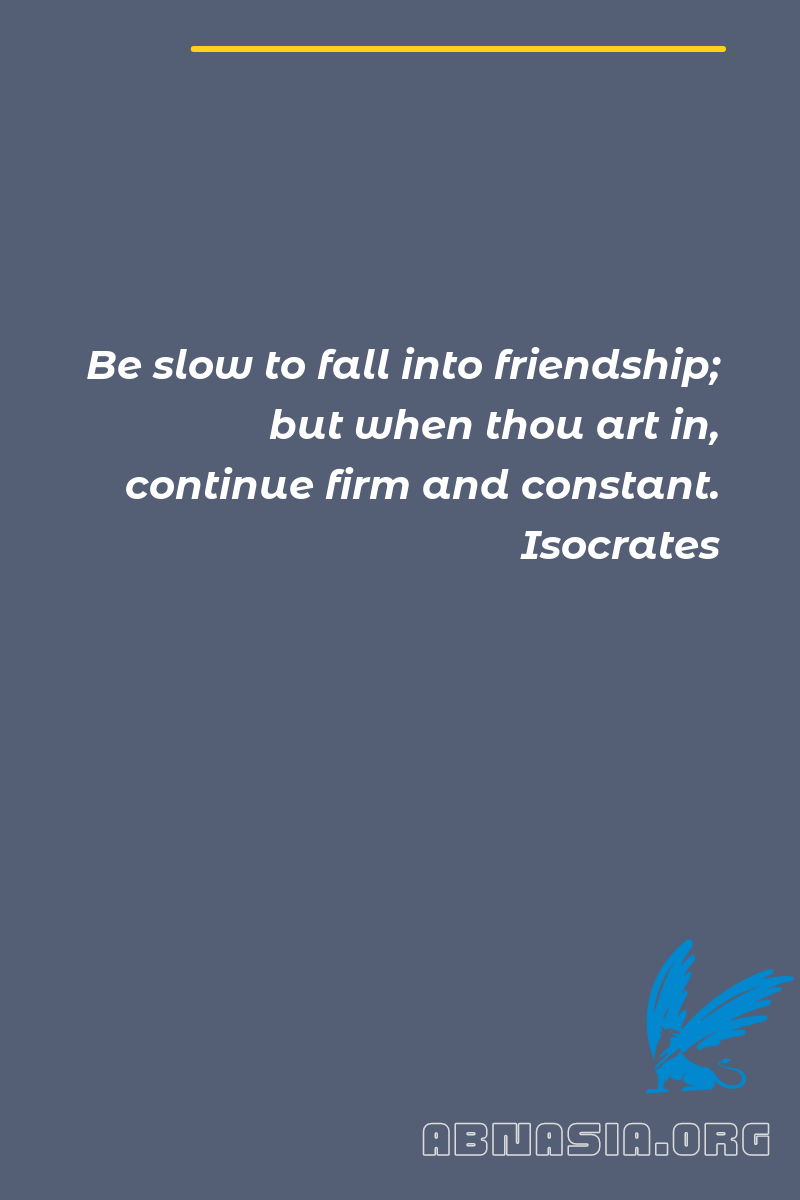 Be slow to fall into friendship;
but when thou art in,
continue firm and constant.
Isocrates
ABNASIA.ORG